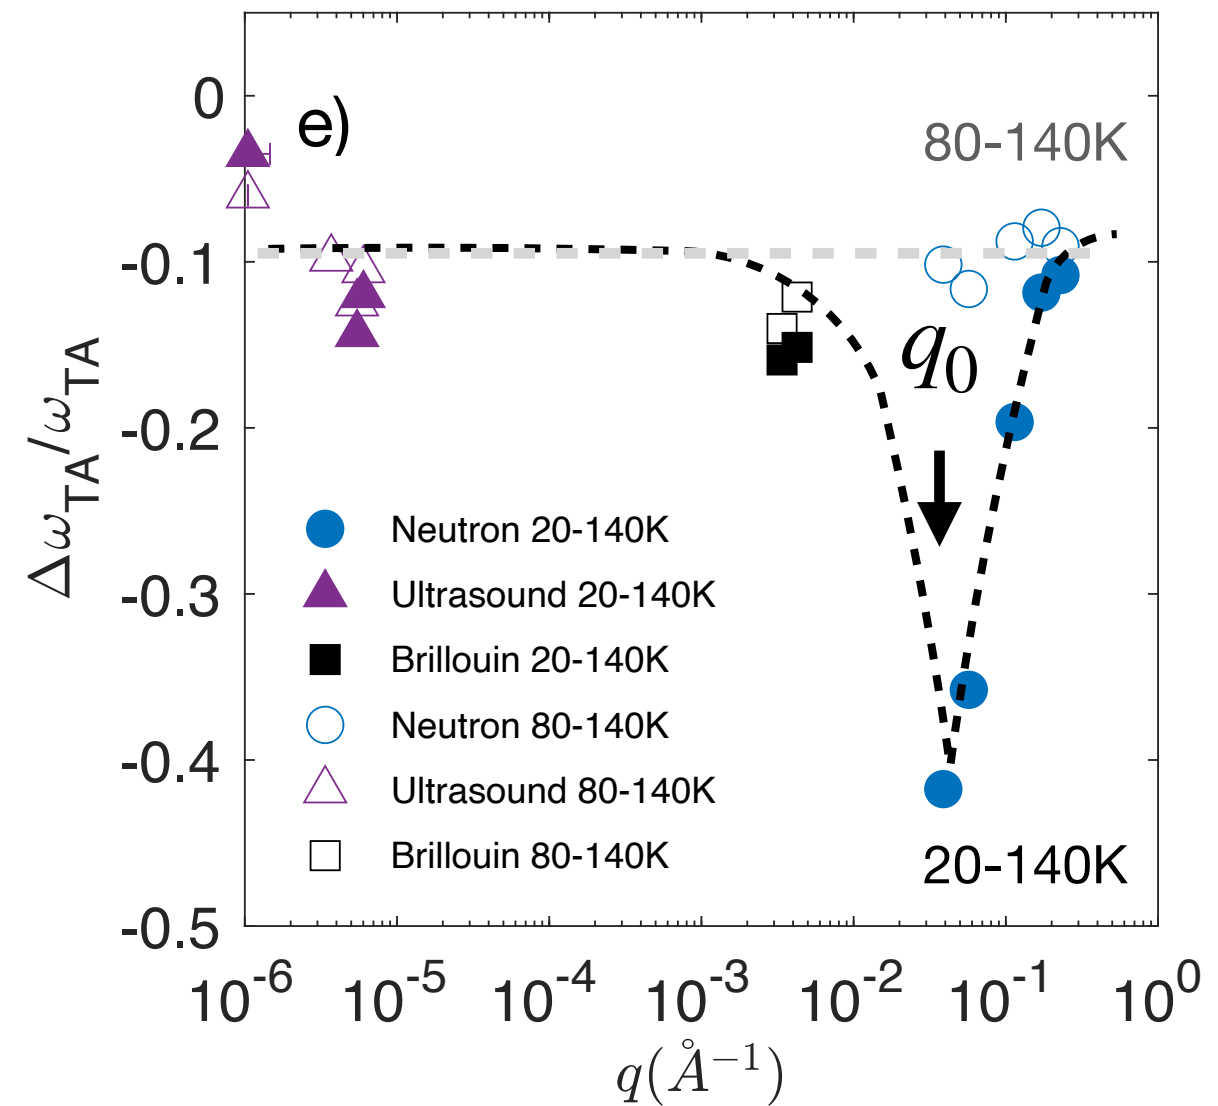 e)
80-140K
0
-0.1
-0.2
-0.3
-0.4
-0.5
Δω_TA/ω_TA
q₀
Neutron 20-140K
Ultrasound 20-140K
Brillouin 20-140K
Neutron 80-140K
Ultrasound 80-140K
Brillouin 80-140K
20-140K
10⁻⁶ 10⁻⁵ 10⁻⁴ 10⁻³ 10⁻² 10⁻¹ 10⁰
q(Å⁻¹)